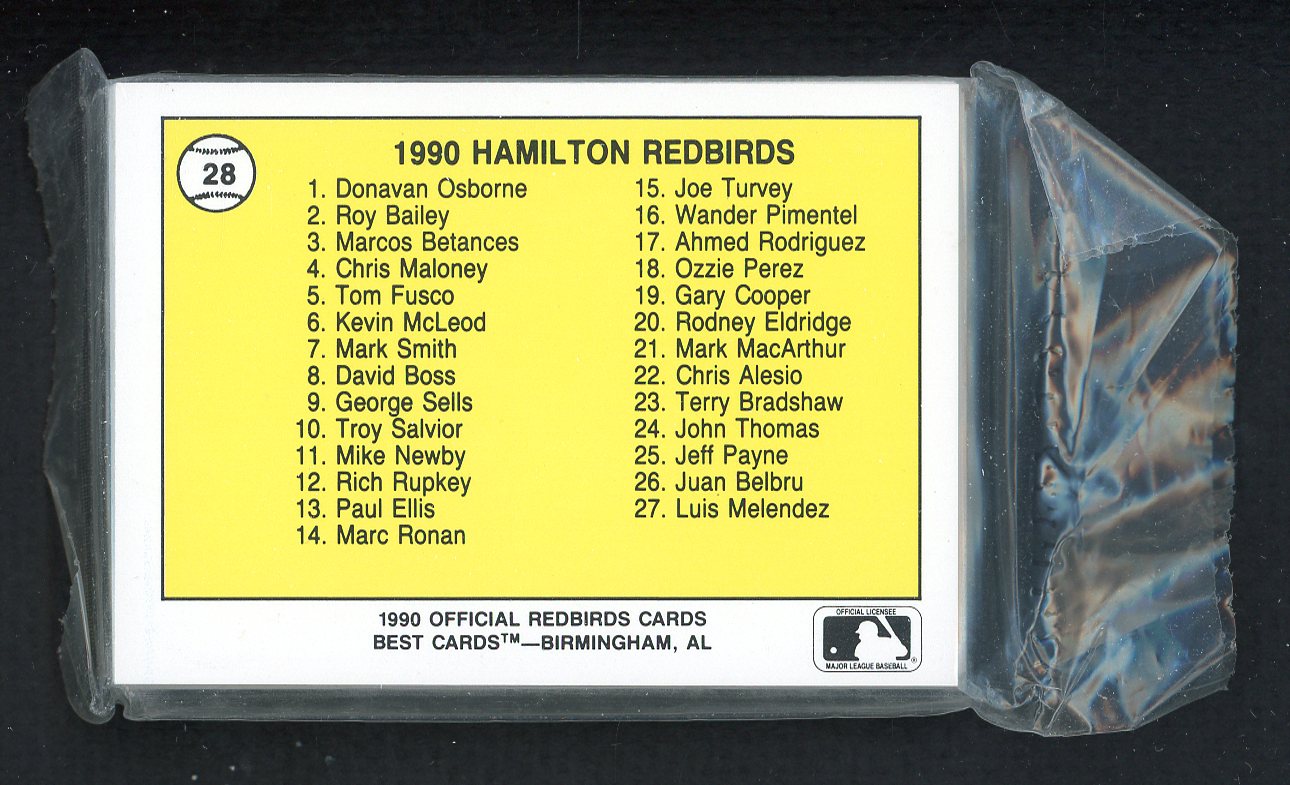 28
1990 HAMILTON REDBIRDS
1. Donavan Osborne
2. Roy Bailey
3. Marcos Betances
4. Chris Maloney
5. Tom Fusco
6. Kevin McLeod
7. Mark Smith
8. David Boss
9. George Sells
10. Troy Salvior
11. Mike Newby
12. Rich Rupkey
13. Paul Ellis
14. Marc Ronan
15. Joe Turvey
16. Wander Pimentel
17. Ahmed Rodriguez
18. Ozzie Perez
19. Gary Cooper
20. Rodney Eldridge
21. Mark MacArthur
22. Chris Alesio
23. Terry Bradshaw
24. John Thomas
25. Jeff Payne
26. Juan Belbru
27. Luis Melendez
1990 OFFICIAL REDBIRDS CARDS
BEST CARDS™—BIRMINGHAM, AL
OFFICIAL LICENSEE
MAJOR LEAGUE BASEBALL®